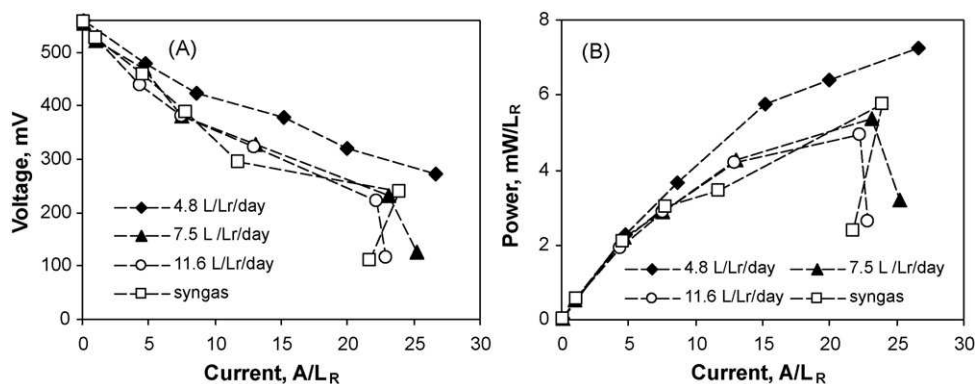 (A)
Voltage, mV
500
400
300
200
100
0
4.8 L/Lr/day
7.5 L /Lr/day
11.6 L/Lr/day
syngas
0 5 10 15 20 25 30
Current, A/LR
(B)
Power, mW/LR
8
6
4
2
0
4.8 L/Lr/day 7.5 L /Lr/day
11.6 L/Lr/day syngas
0 5 10 15 20 25 30
Current, A/LR